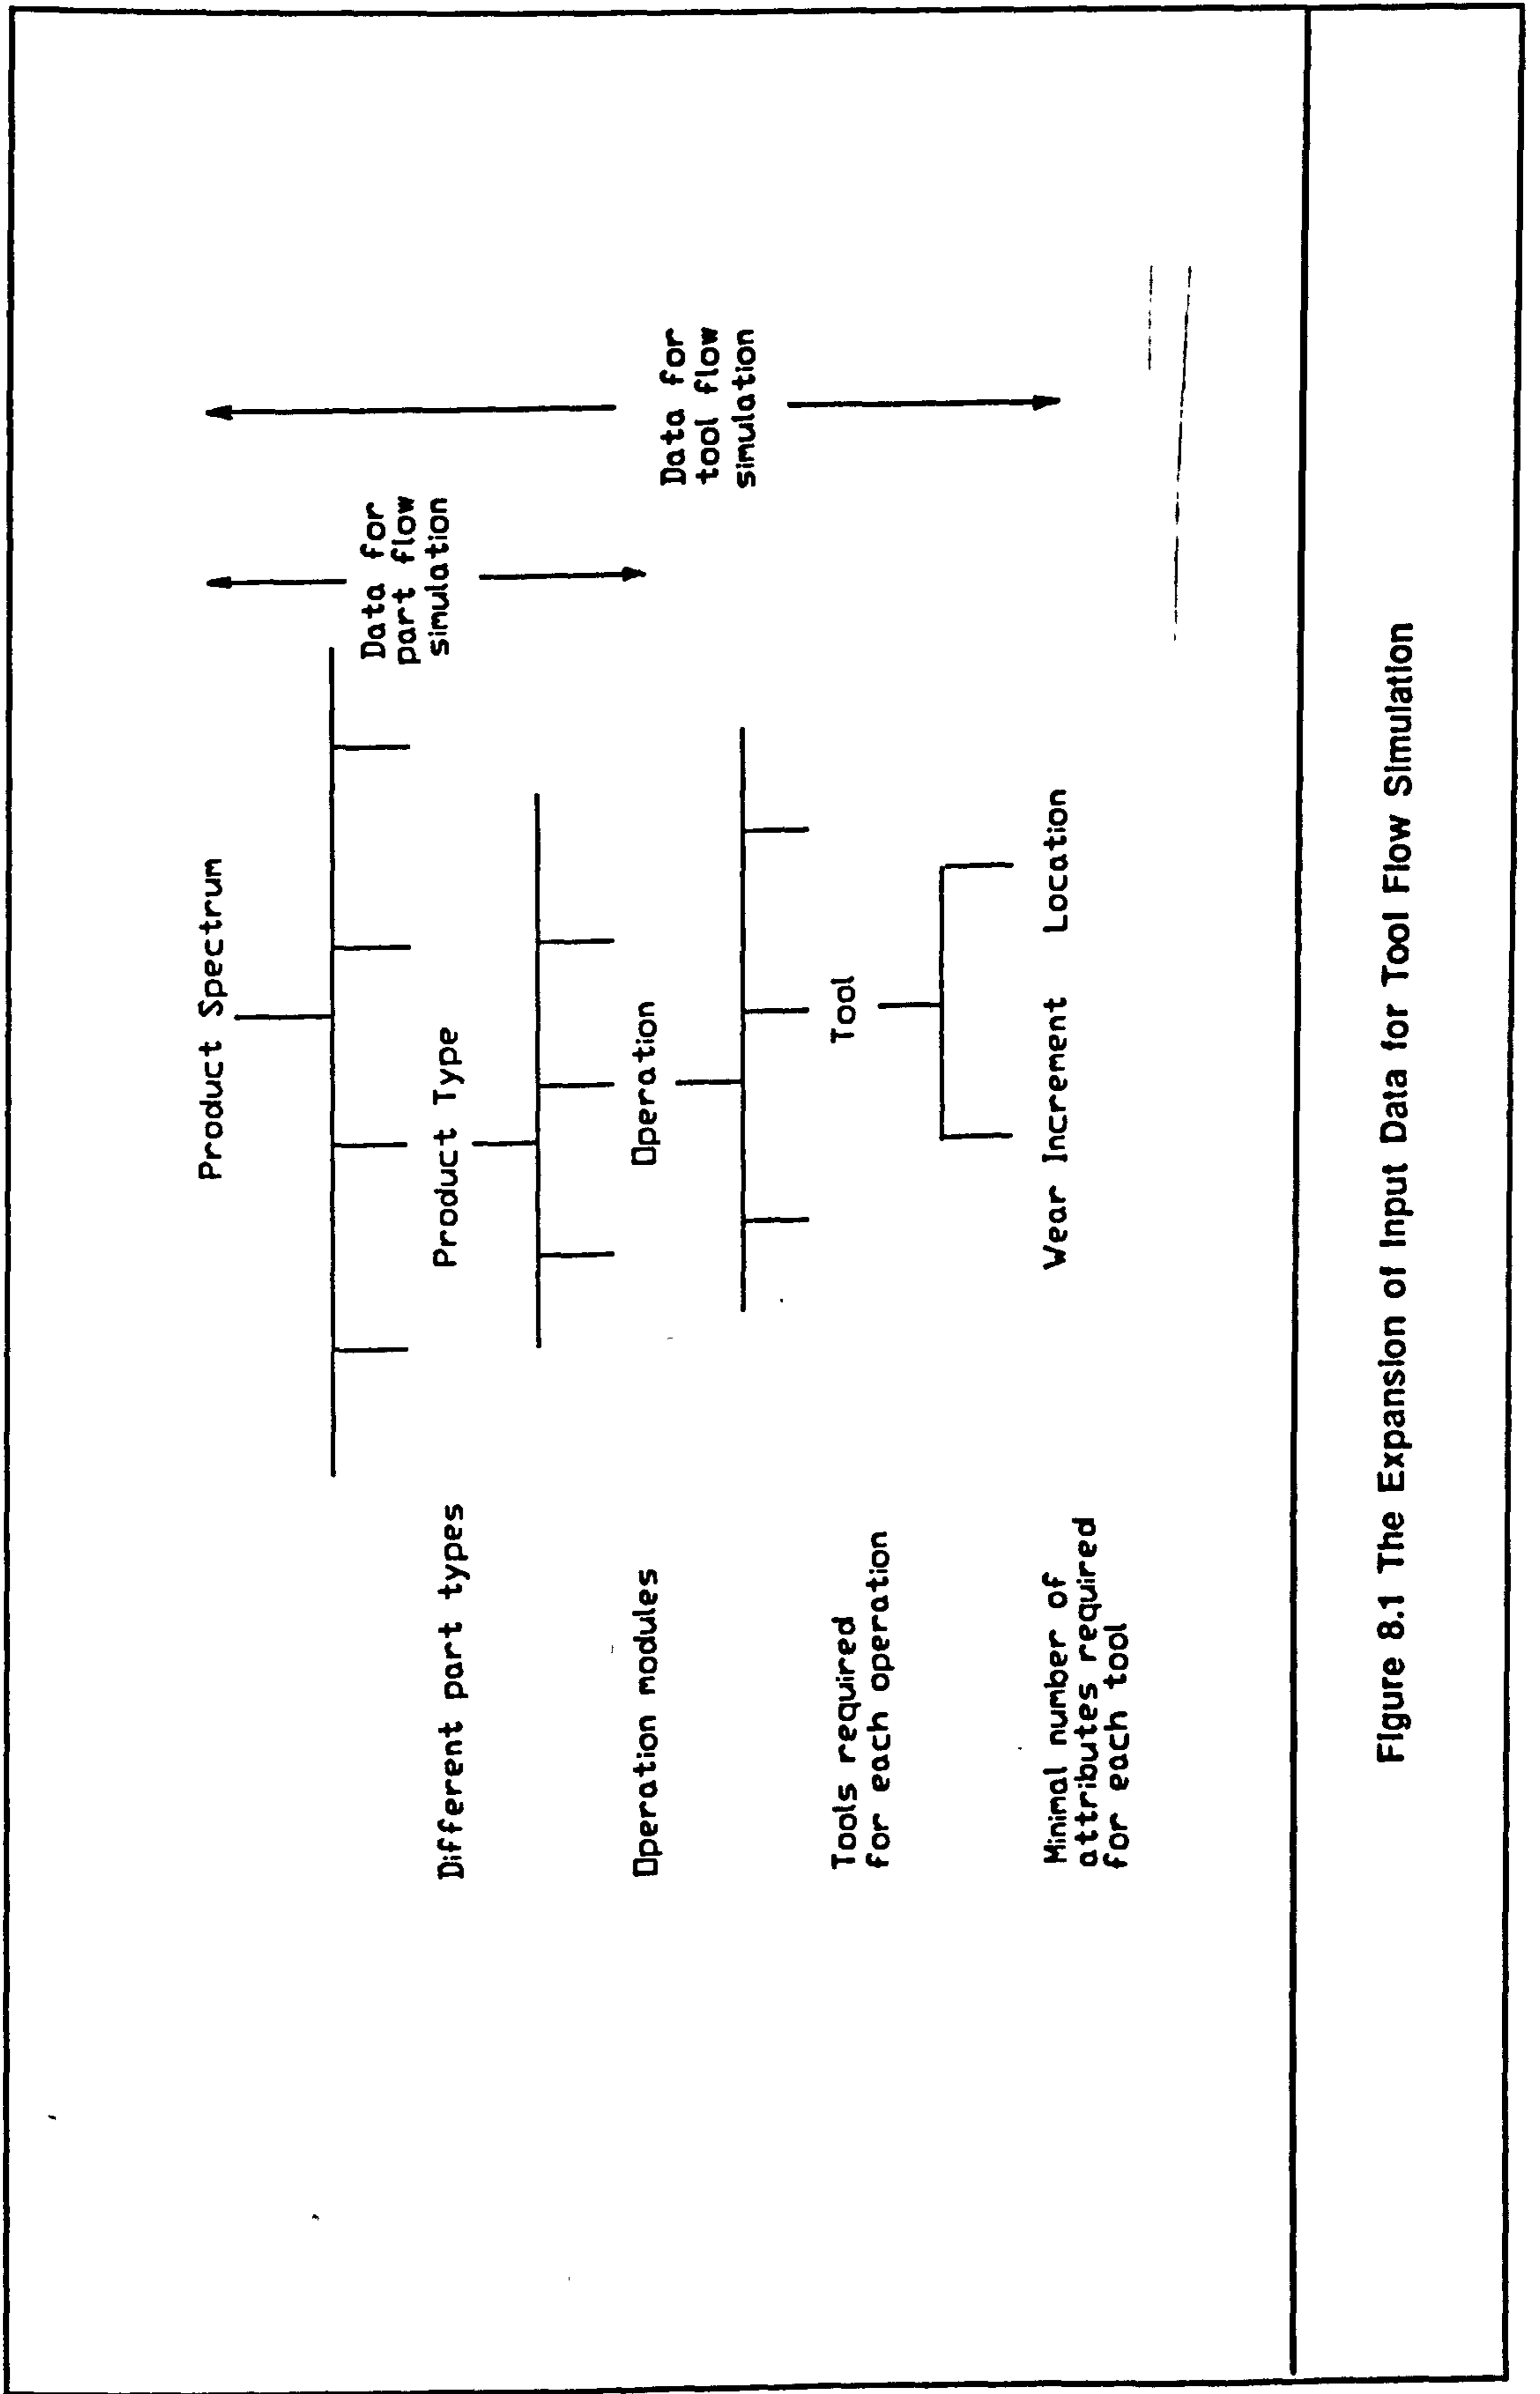 Product Spectrum
Data for
part flow
simulation
Different part types
Product Type
Operation modules
Operation
Data for
tool flow
simulation
Tools required
for each operation
Tool
Minimal number of
attributes required
for each tool
Wear Increment
Location
Figure 8.1 The Expansion of Input Data for Tool Flow Simulation